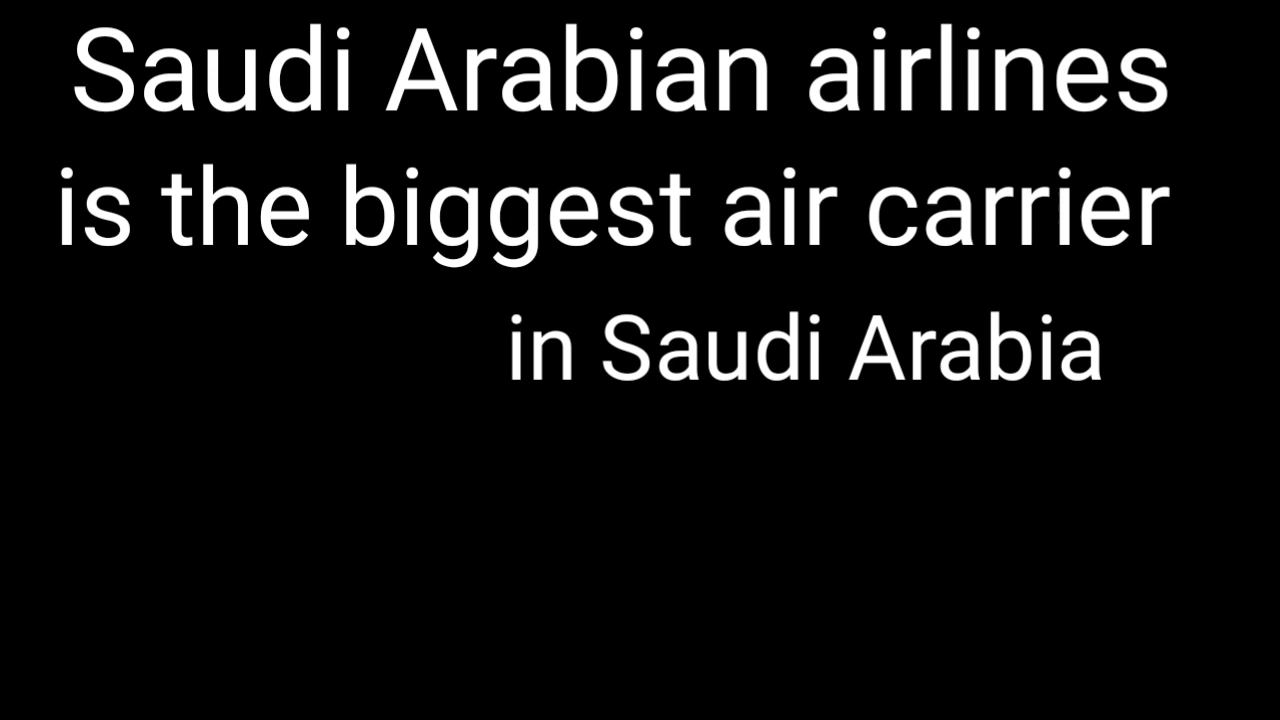 Saudi Arabian airlines
is the biggest air carrier
in Saudi Arabia